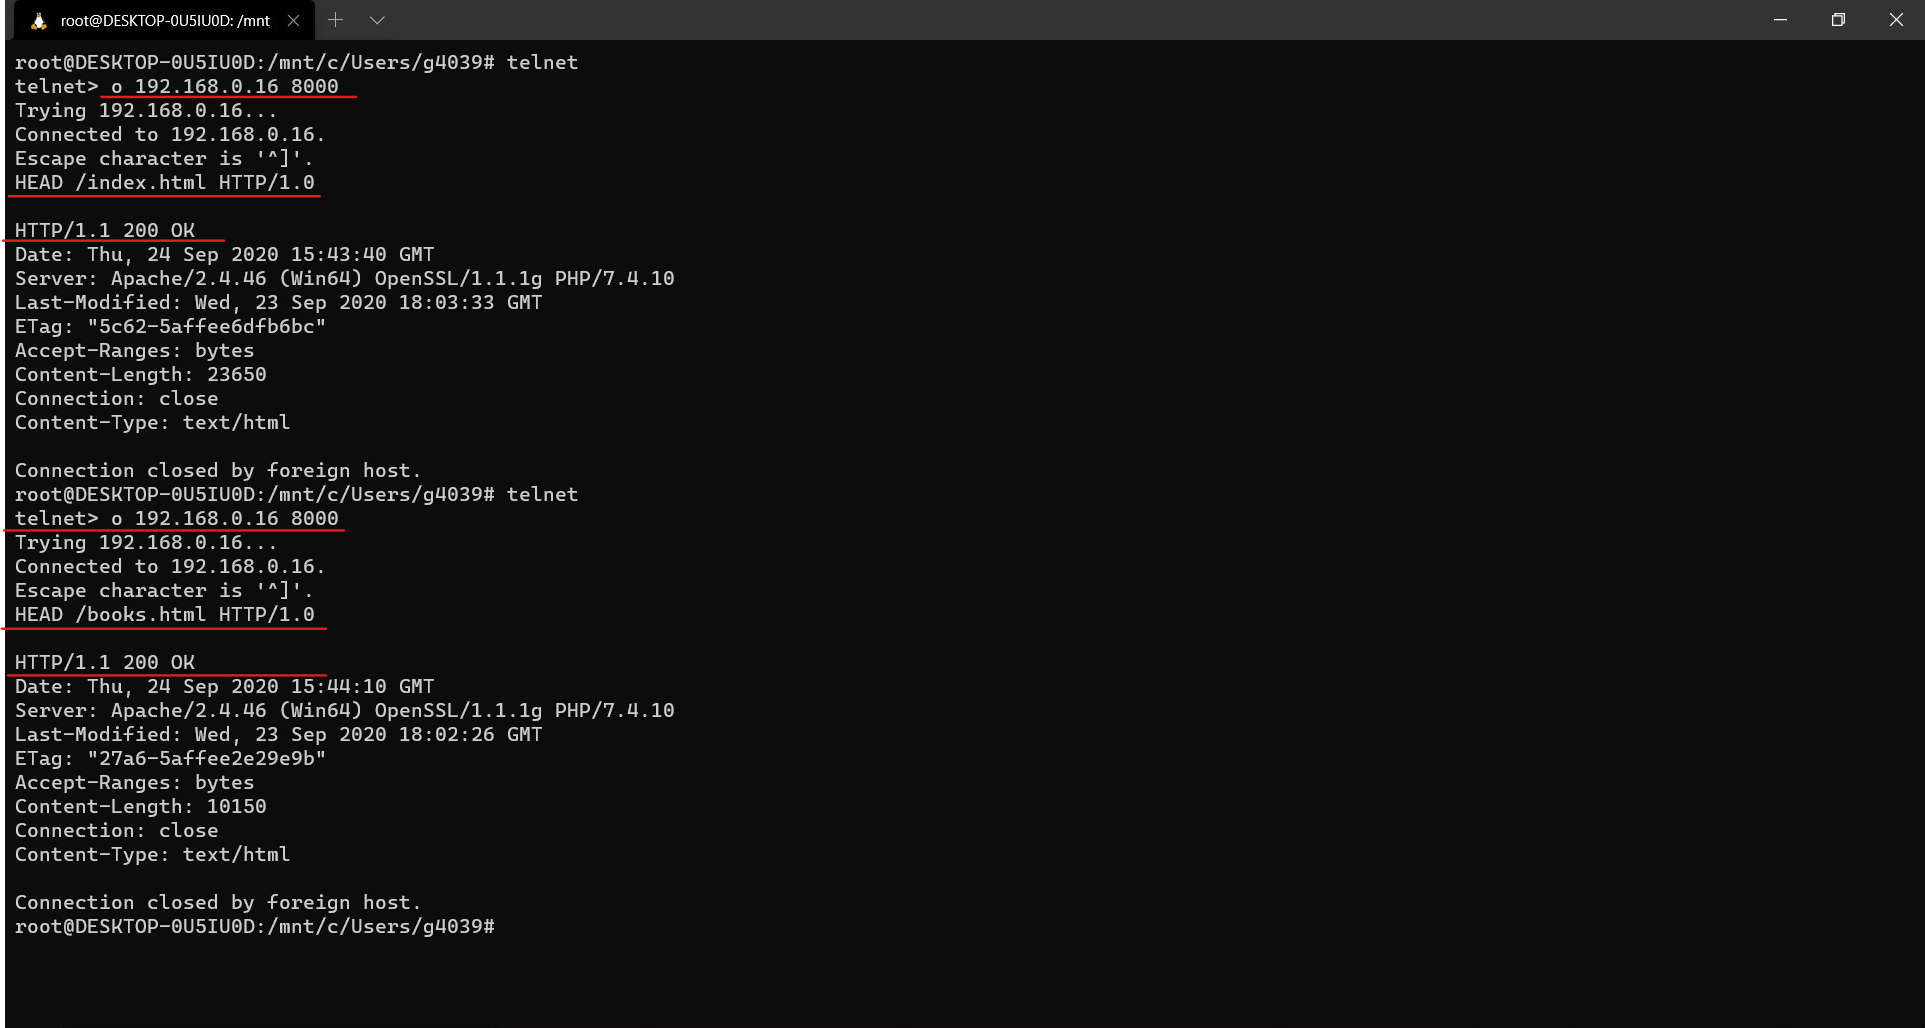 root@DESKTOP-0U5IU0D: /mnt
root@DESKTOP-0U5IU0D:/mnt/c/Users/g4039# telnet
telnet> o 192.168.0.16 8000
Trying 192.168.0.16...
Connected to 192.168.0.16.
Escape character is '^]'.
HEAD /index.html HTTP/1.0

HTTP/1.1 200 OK
Date: Thu, 24 Sep 2020 15:43:40 GMT
Server: Apache/2.4.46 (Win64) OpenSSL/1.1.1g PHP/7.4.10
Last-Modified: Wed, 23 Sep 2020 18:03:33 GMT
ETag: "5c62-5affee6dfb6bc"
Accept-Ranges: bytes
Content-Length: 23650
Connection: close
Content-Type: text/html

Connection closed by foreign host.
root@DESKTOP-0U5IU0D:/mnt/c/Users/g4039# telnet
telnet> o 192.168.0.16 8000
Trying 192.168.0.16...
Connected to 192.168.0.16.
Escape character is '^]'.
HEAD /books.html HTTP/1.0

HTTP/1.1 200 OK
Date: Thu, 24 Sep 2020 15:44:10 GMT
Server: Apache/2.4.46 (Win64) OpenSSL/1.1.1g PHP/7.4.10
Last-Modified: Wed, 23 Sep 2020 18:02:26 GMT
ETag: "27a6-5affee2e29e9b"
Accept-Ranges: bytes
Content-Length: 10150
Connection: close
Content-Type: text/html

Connection closed by foreign host.
root@DESKTOP-0U5IU0D:/mnt/c/Users/g4039#